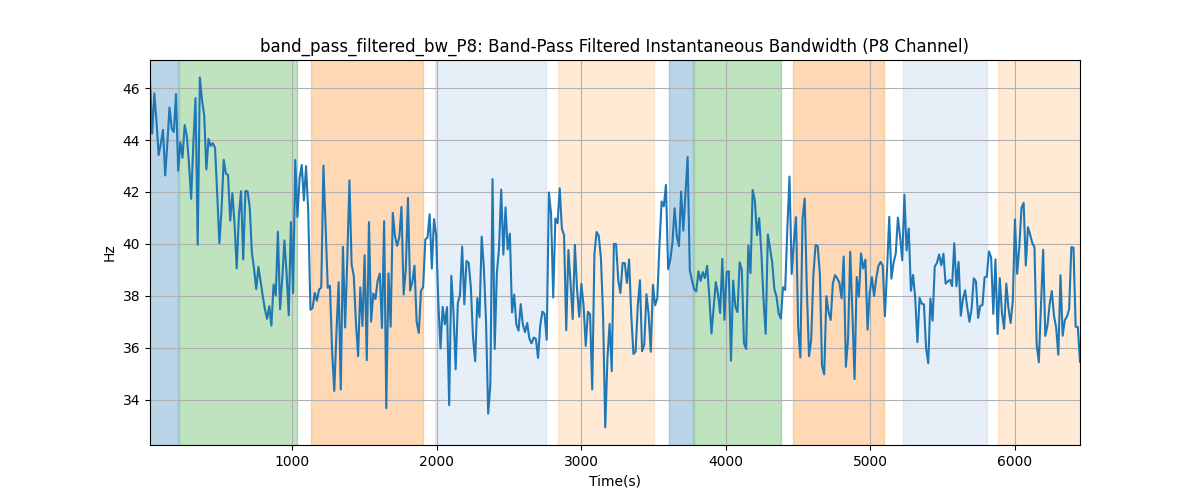 band_pass_filtered_bw_P8: Band-Pass Filtered Instantaneous Bandwidth (P8 Channel)
46
44
42
40
38
36
34
Hz
1000 2000 3000 4000 5000 6000
Time(s)